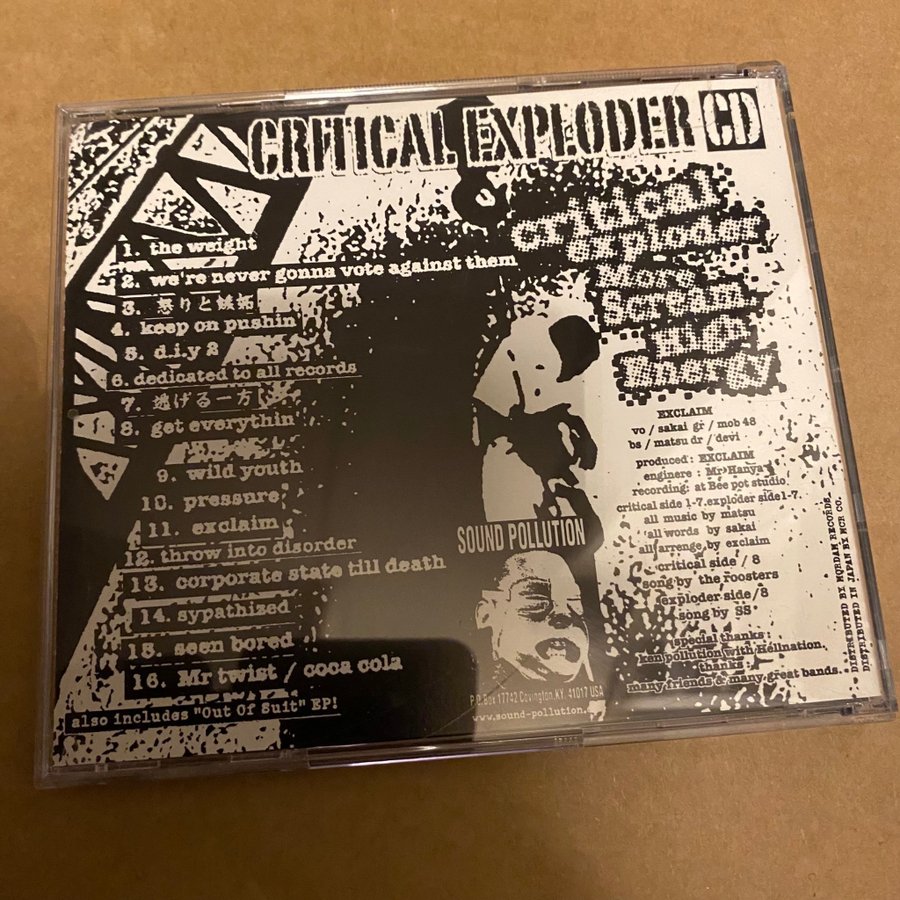 CRITICAL EXPLODER CD
critical
exploder
More
Scream
High
Energy
1. the weight
2. we're never gonna vote against them
3. 怒りと嫉妬
4. keep on pushin
5. d.i.y 2
6. dedicated to all records
7. 逃げる一方
8. get everythin
9. wild youth
10. pressure
11. exclaim
12. throw into disorder
13. corporate state till death
14. sypathized
15. seen bored
16. Mr twist / coca cola
also includes "Out Of Suit" EP!
SOUND POLLUTION
P.O.Box 17742 Covington, KY. 41017 USA
www.sound-pollution.
EXCLAIM
vo / sakai gr / mob 48
bs / matsu dr / devi
produced : EXCLAIM
enginere : Mr Hanya
recording: at Bee pot studio
critical side 1-7.exploder side1-7.
all music by matsu
all words by sakai
all arrenge by exclaim
critical side / 8
song by the roosters
exploder side/8
song by SS
special thanks :
ken pollution with Hellnation.
thanks :
many friends & many great bands.
DISTRIBUTED BY MORDAM RECORDS.
DISTRIBUTED IN JAPAN BY MCR CO.